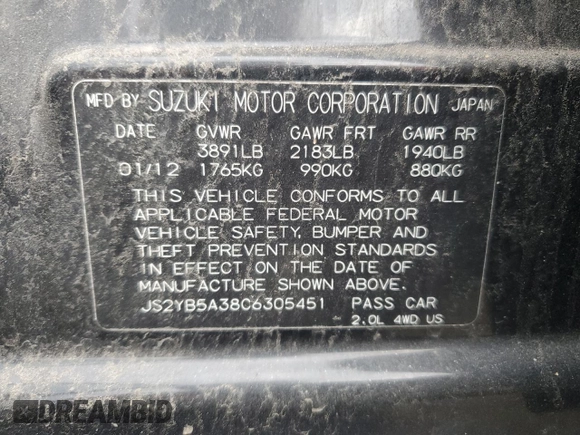 MFD BY SUZUKI MOTOR CORPORATION JAPAN
DATE GVWR GAWR FRT GAWR RR
3891LB 2183LB 1940LB
01/12 1765KG 990KG 880KG
THIS VEHICLE CONFORMS TO ALL
APPLICABLE FEDERAL MOTOR
VEHICLE SAFETY, BUMPER AND
THEFT PREVENTION STANDARDS
IN EFFECT ON THE DATE OF
MANUFACTURE SHOWN ABOVE.
JS2YB5A38C6305451 PASS CAR
2.0L 4WD US
DREAMBID